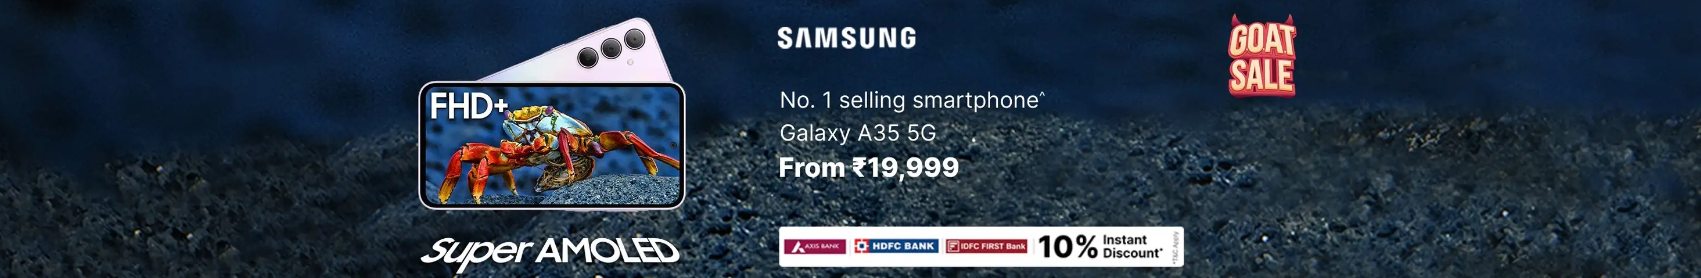 FHD+
Super AMOLED
SAMSUNG
No. 1 selling smartphone^
Galaxy A35 5G
From ₹19,999
AXIS BANK
HDFC BANK
IDFC FIRST Bank
10% Instant
Discount*
*T&C Apply
GOAT
SALE